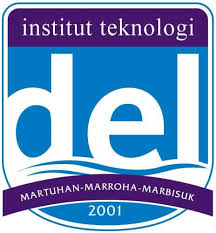 institut teknologi
del
MARTUHAN-MARROHA-MARBISUK
2001